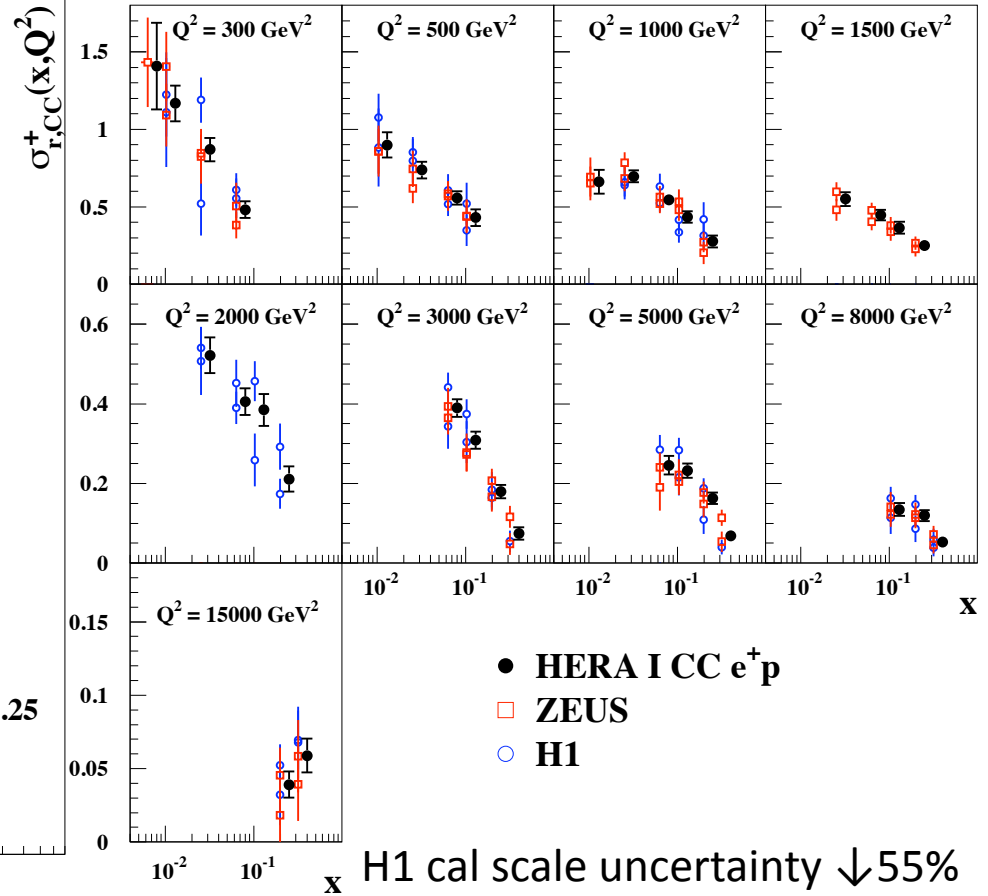 σ⁺r,CC(x,Q²)
Q² = 300 GeV²
Q² = 500 GeV²
Q² = 1000 GeV²
Q² = 1500 GeV²
1.5
1
0.5
0
Q² = 2000 GeV²
Q² = 3000 GeV²
Q² = 5000 GeV²
Q² = 8000 GeV²
0.6
0.4
0.2
0
10⁻² 10⁻¹ 10⁻² 10⁻¹ 10⁻² 10⁻¹
x
Q² = 15000 GeV²
0.15
0.1
0.05
0
10⁻² 10⁻¹
x
HERA I CC e⁺p
ZEUS
H1
.25
H1 cal scale uncertainty ↓55%